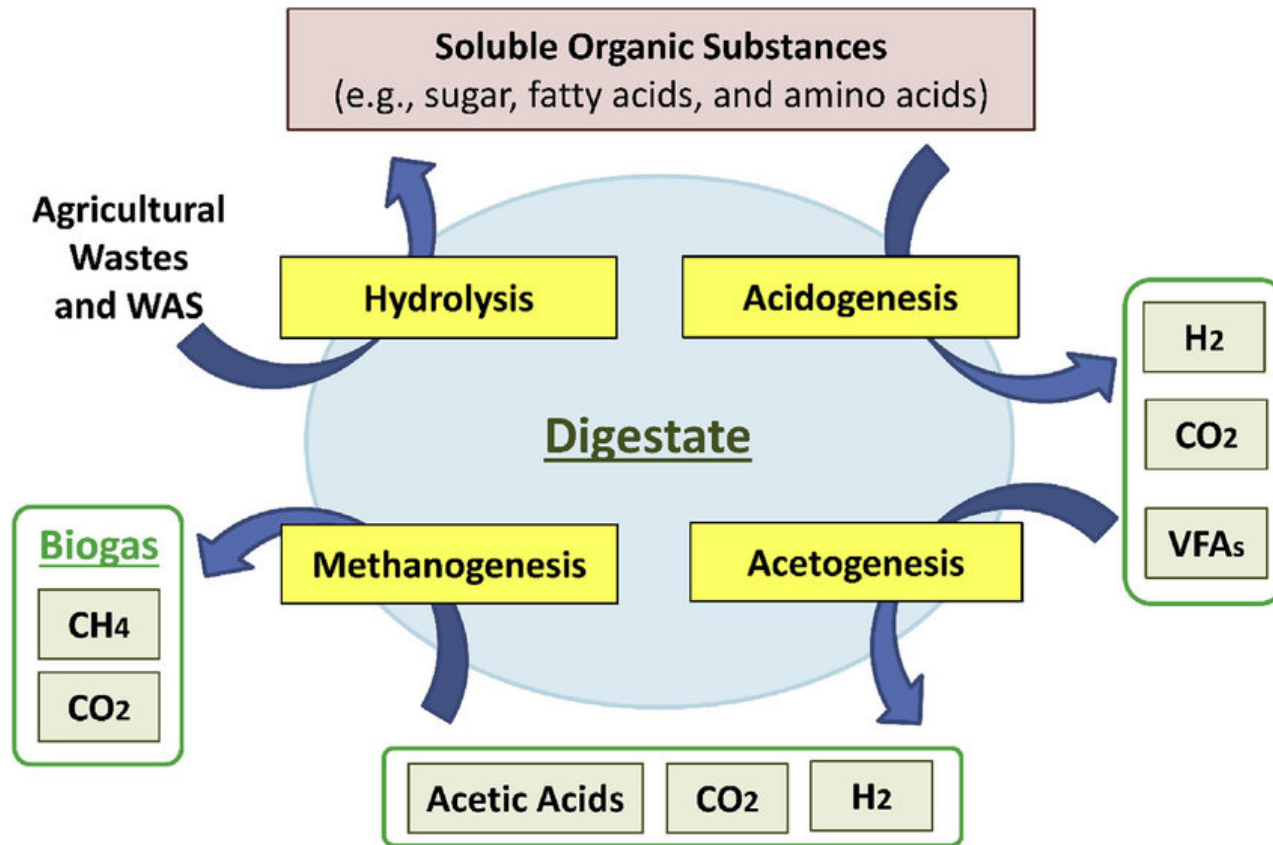 Soluble Organic Substances
(e.g., sugar, fatty acids, and amino acids)
Agricultural
Wastes
and WAS
Hydrolysis
Acidogenesis
H2
CO2
VFAs
Digestate
Methanogenesis
Acetogenesis
Biogas
CH4
CO2
Acetic Acids
CO2
H2